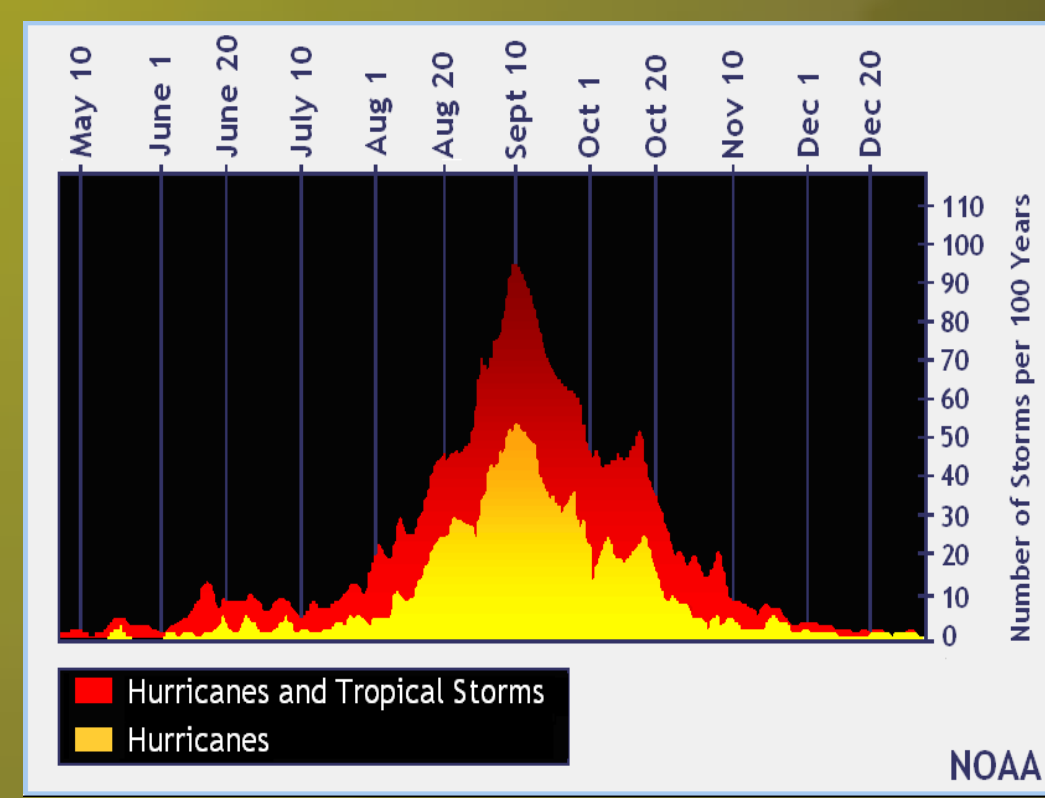 May 10
June 1
June 20
July 10
Aug 1
Aug 20
Sept 10
Oct 1
Oct 20
Nov 10
Dec 1
Dec 20
110
100
90
80
70
60
50
40
30
20
10
0
Number of Storms per 100 Years
Hurricanes and Tropical Storms
Hurricanes
NOAA